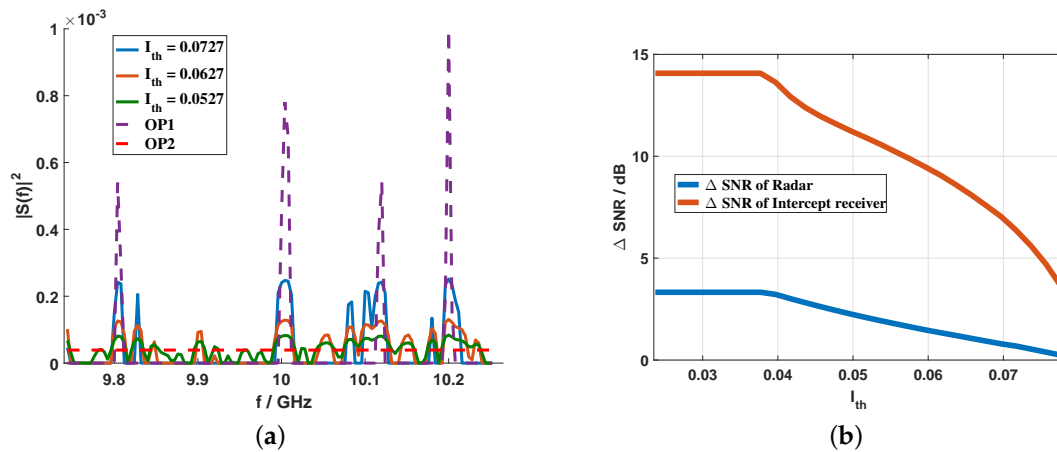 ×10⁻³
1
0.8
0.6
0.4
0.2
0
|S(f)|²
I_th = 0.0727
I_th = 0.0627
I_th = 0.0527
OP1
OP2
9.8 9.9 10 10.1 10.2
f / GHz
(a)
15
10
5
0
Δ SNR / dB
Δ SNR of Radar
Δ SNR of Intercept receiver
0.03 0.04 0.05 0.06 0.07
I_th
(b)